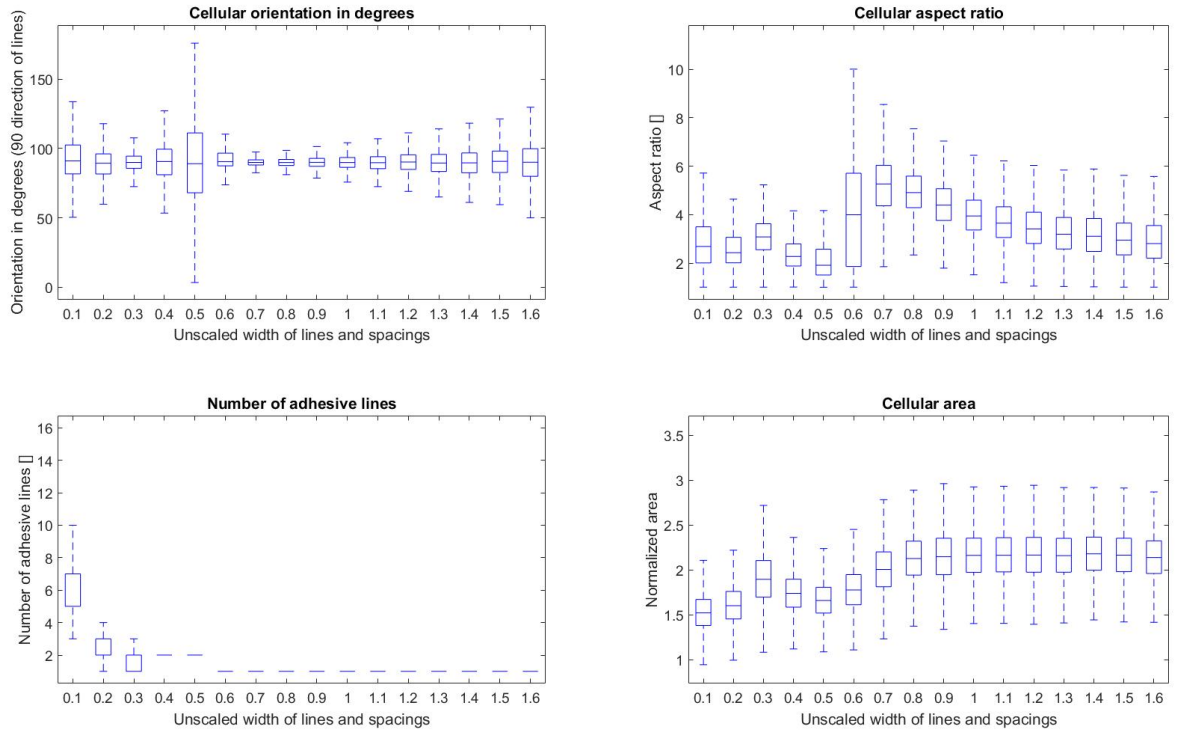 Cellular orientation in degrees
Orientation in degrees (90 direction of lines)
150
100
50
0
0.1 0.2 0.3 0.4 0.5 0.6 0.7 0.8 0.9 1 1.1 1.2 1.3 1.4 1.5 1.6
Unscaled width of lines and spacings
Cellular aspect ratio
Aspect ratio []
10
8
6
4
2
0.1 0.2 0.3 0.4 0.5 0.6 0.7 0.8 0.9 1 1.1 1.2 1.3 1.4 1.5 1.6
Unscaled width of lines and spacings
Number of adhesive lines
Number of adhesive lines []
16
14
12
10
8
6
4
2
0.1 0.2 0.3 0.4 0.5 0.6 0.7 0.8 0.9 1 1.1 1.2 1.3 1.4 1.5 1.6
Unscaled width of lines and spacings
Cellular area
Normalized area
3.5
3
2.5
2
1.5
1
0.1 0.2 0.3 0.4 0.5 0.6 0.7 0.8 0.9 1 1.1 1.2 1.3 1.4 1.5 1.6
Unscaled width of lines and spacings